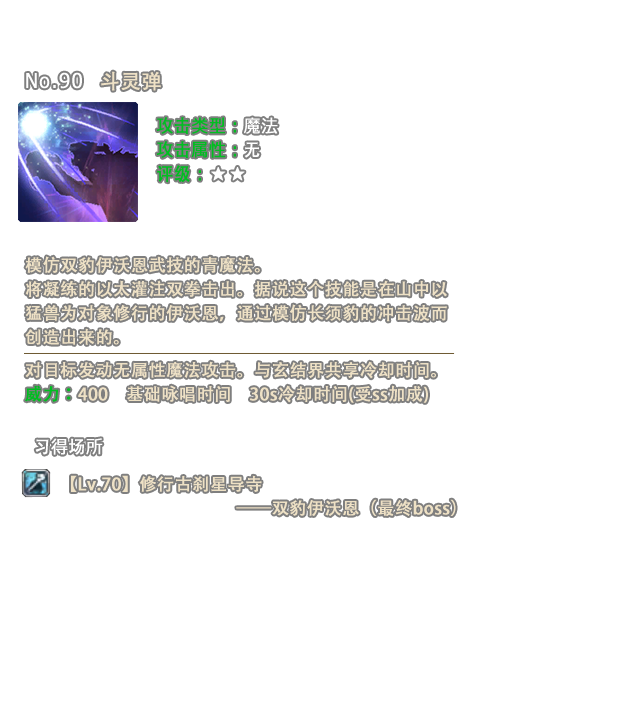 No.90 斗灵弹
攻击类型：魔法
攻击属性：无
评级：★★
模仿双豹伊沃恩武技的青魔法。
将凝练的以太灌注双拳击出。据说这个技能是在山中以
猛兽为对象修行的伊沃恩，通过模仿长须豹的冲击波而
创造出来的。
对目标发动无属性魔法攻击。与玄结界共享冷却时间。
威力：400 基础咏唱时间 30s冷却时间(受ss加成)
习得场所
【Lv.70】修行古刹星导寺
——双豹伊沃恩（最终boss）